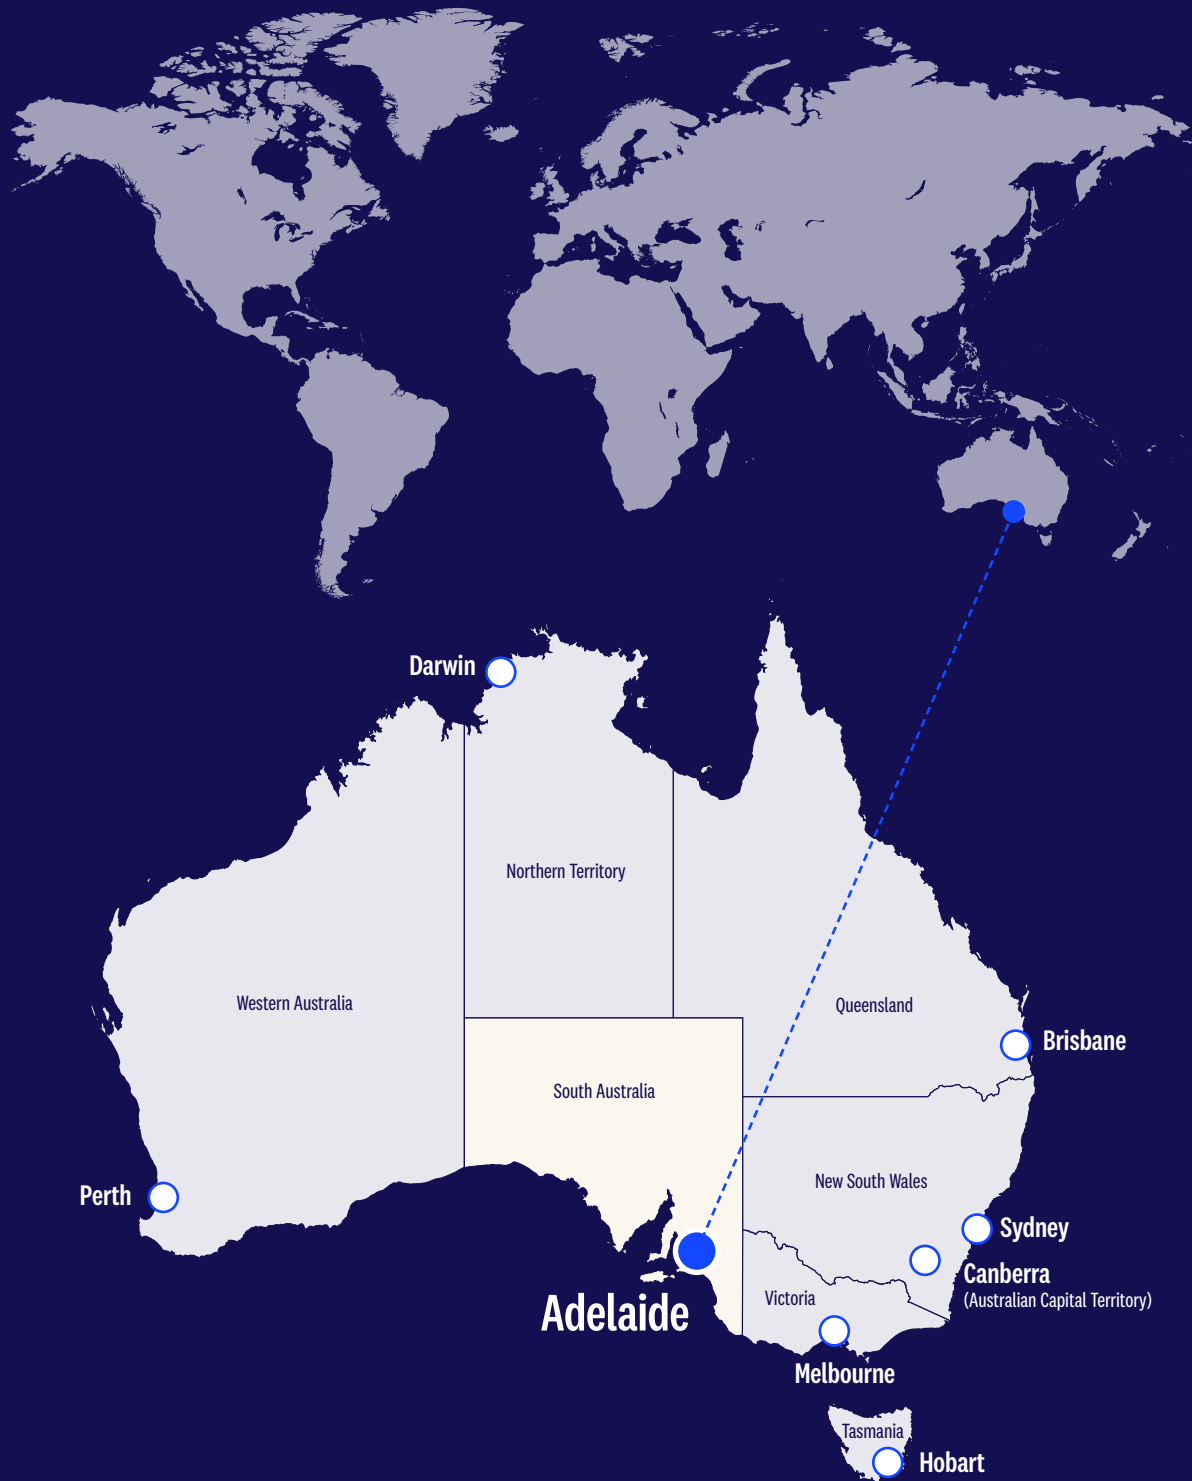 Darwin
Northern Territory
Western Australia
Queensland
Brisbane
South Australia
New South Wales
Perth
Sydney
Canberra
(Australian Capital Territory)
Victoria
Adelaide
Melbourne
Tasmania
Hobart